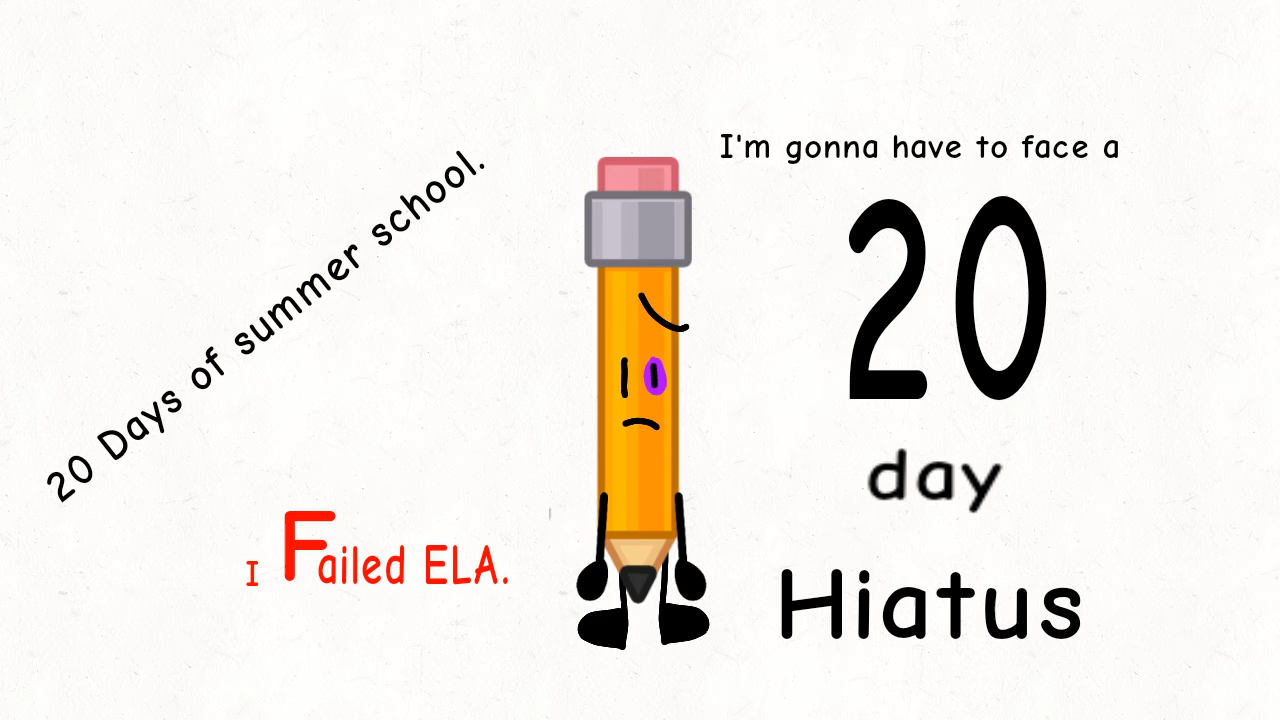 20 Days of summer school.
I Failed ELA.
I'm gonna have to face a
20
day
Hiatus